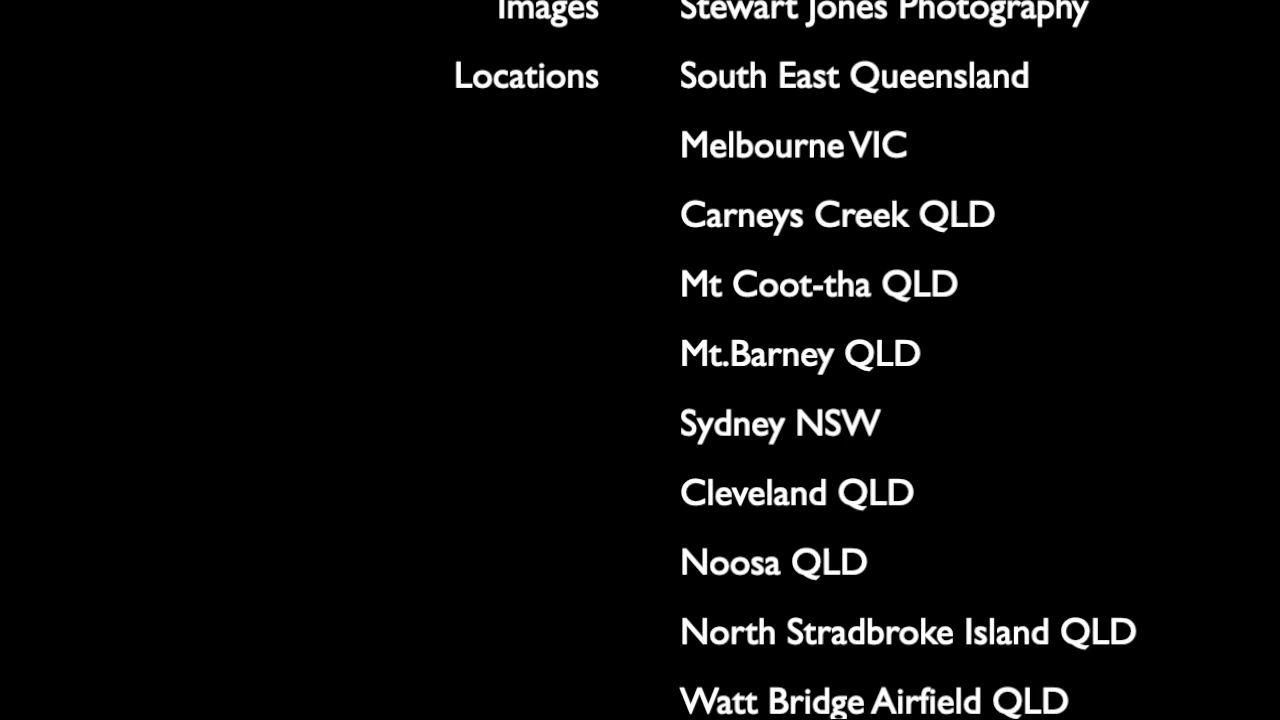 Images Stewart Jones Photography
Locations South East Queensland
Melbourne VIC
Carneys Creek QLD
Mt Coot-tha QLD
Mt.Barney QLD
Sydney NSW
Cleveland QLD
Noosa QLD
North Stradbroke Island QLD
Watt Bridge Airfield QLD